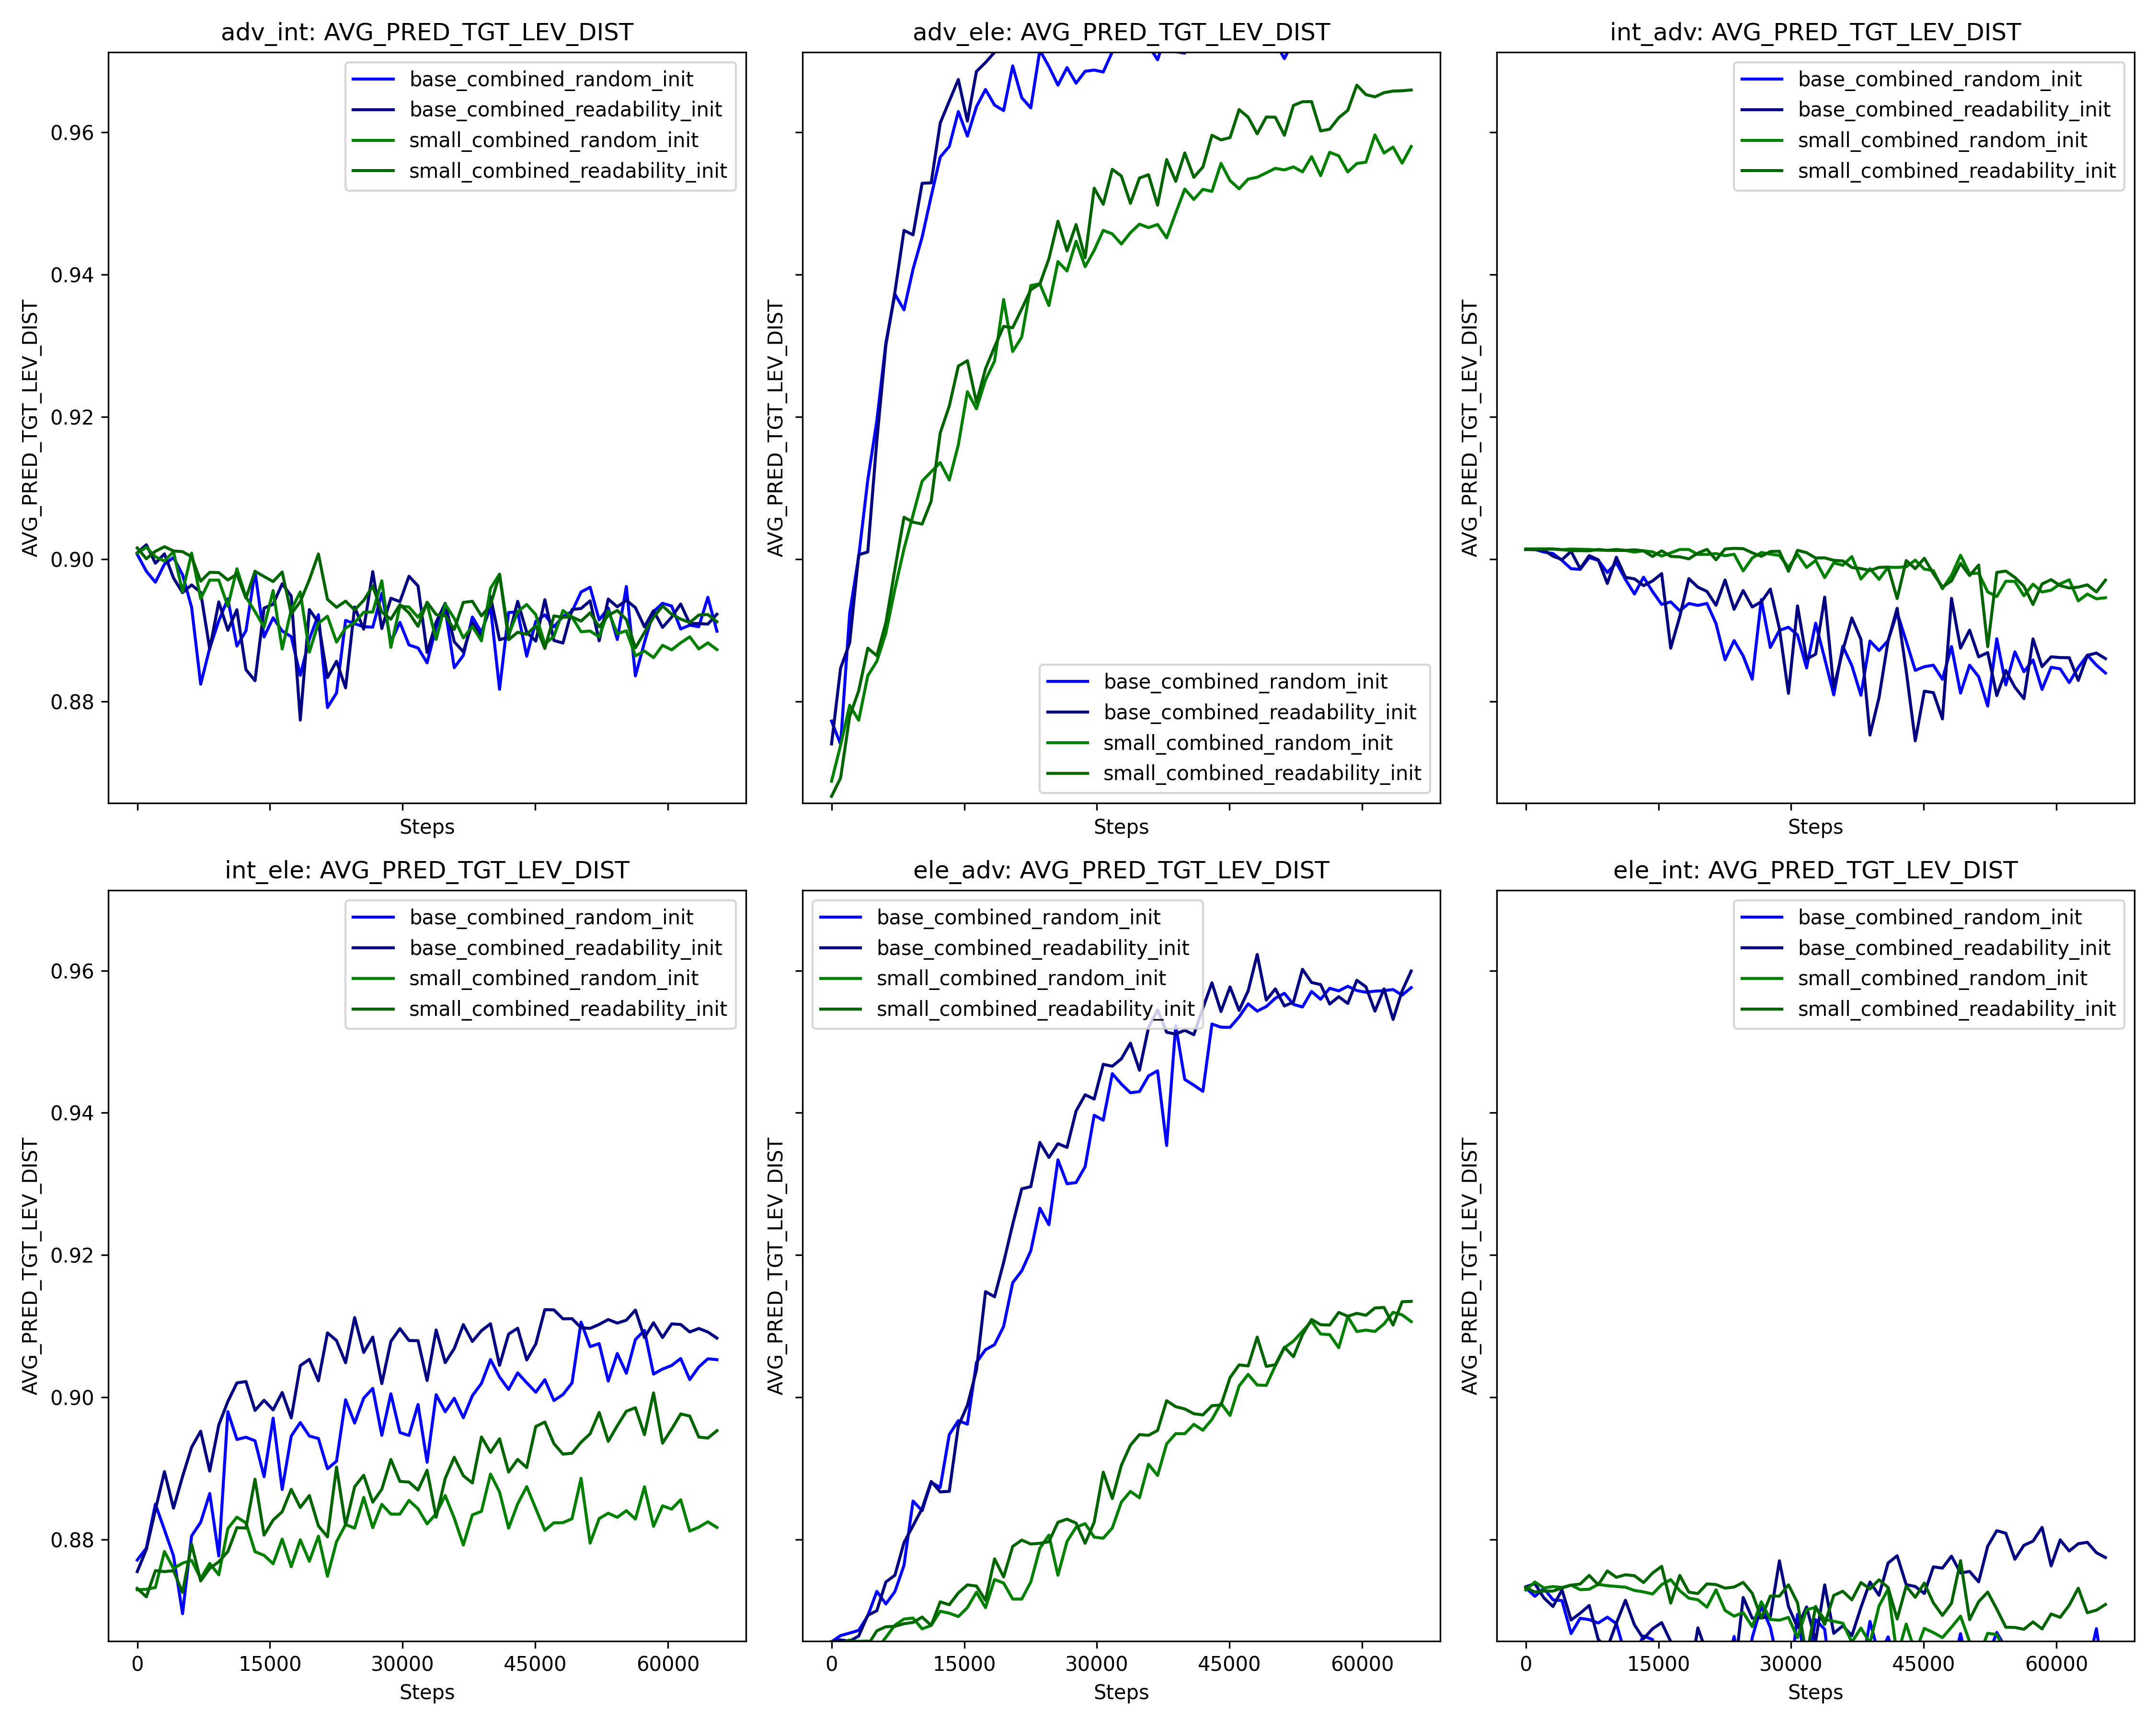 adv_int: AVG_PRED_TGT_LEV_DIST
AVG_PRED_TGT_LEV_DIST
0.96
0.94
0.92
0.90
0.88
base_combined_random_init
base_combined_readability_init
small_combined_random_init
small_combined_readability_init
Steps
adv_ele: AVG_PRED_TGT_LEV_DIST
AVG_PRED_TGT_LEV_DIST
base_combined_random_init
base_combined_readability_init
small_combined_random_init
small_combined_readability_init
Steps
int_adv: AVG_PRED_TGT_LEV_DIST
AVG_PRED_TGT_LEV_DIST
base_combined_random_init
base_combined_readability_init
small_combined_random_init
small_combined_readability_init
Steps
int_ele: AVG_PRED_TGT_LEV_DIST
AVG_PRED_TGT_LEV_DIST
0.96
0.94
0.92
0.90
0.88
base_combined_random_init
base_combined_readability_init
small_combined_random_init
small_combined_readability_init
0 15000 30000 45000 60000
Steps
ele_adv: AVG_PRED_TGT_LEV_DIST
AVG_PRED_TGT_LEV_DIST
base_combined_random_init
base_combined_readability_init
small_combined_random_init
small_combined_readability_init
0 15000 30000 45000 60000
Steps
ele_int: AVG_PRED_TGT_LEV_DIST
AVG_PRED_TGT_LEV_DIST
base_combined_random_init
base_combined_readability_init
small_combined_random_init
small_combined_readability_init
0 15000 30000 45000 60000
Steps